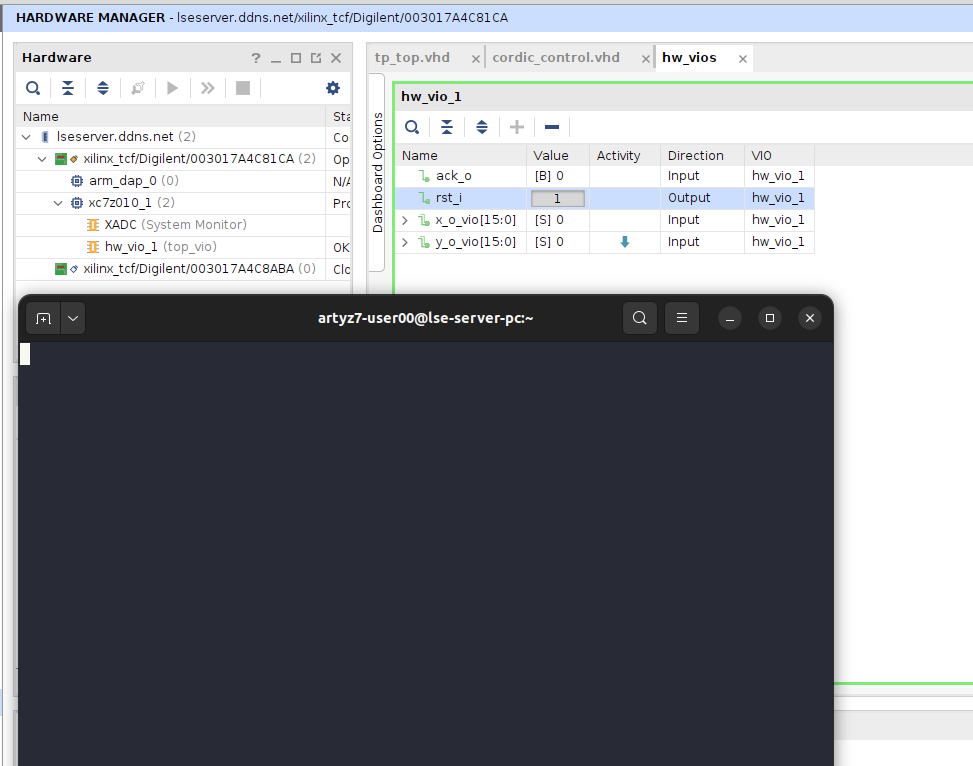 HARDWARE MANAGER - lseserver.ddns.net/xilinx_tcf/Digilent/003017A4C81CA
Hardware
? _
Name Sta
lseserver.ddns.net (2) Co
xilinx_tcf/Digilent/003017A4C81CA (2) Op
arm_dap_0 (0) N/A
xc7z010_1 (2) Pro
XADC (System Monitor)
hw_vio_1 (top_vio) OK
xilinx_tcf/Digilent/003017A4C8ABA (0) Clo
tp_top.vhd × cordic_control.vhd × hw_vios ×
Dashboard Options
hw_vio_1
Name Value Activity Direction VIO
ack_o [B] 0 Input hw_vio_1
rst_i 1 Output hw_vio_1
x_o_vio[15:0] [S] 0 Input hw_vio_1
y_o_vio[15:0] [S] 0 Input hw_vio_1
artyz7-user00@lse-server-pc:~